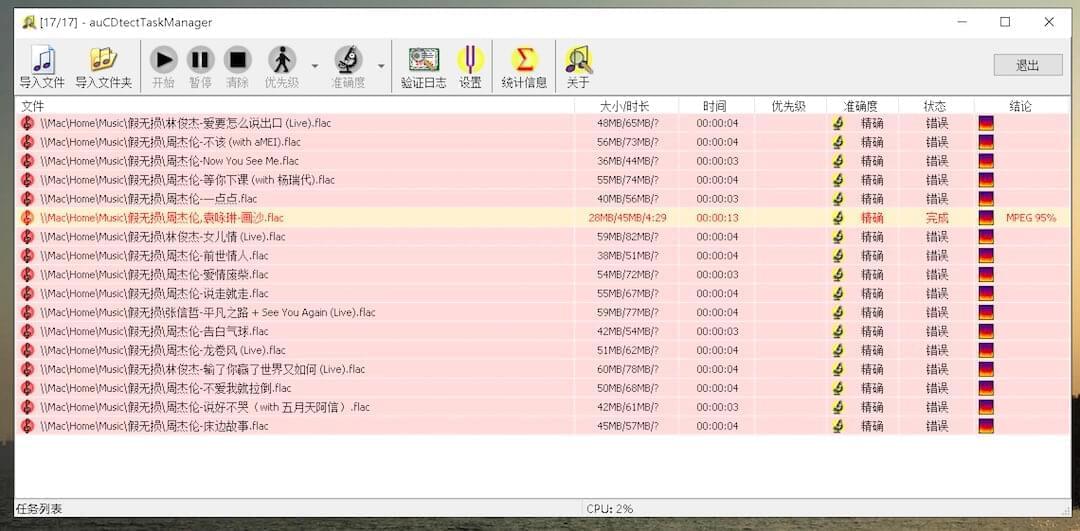 [17/17] - auCDtectTaskManager
导入文件 导入文件夹 开始 暂停 清除 优先级 准确度 验证日志 设置 统计信息 关于 退出
文件 大小/时长 时间 优先级 准确度 状态 结论
\\Mac\Home\Music\假无损\林俊杰-爱要怎么说出口 (Live).flac 48MB/65MB/? 00:00:04 精确 错误
\\Mac\Home\Music\假无损\周杰伦-不该 (with aMEI).flac 56MB/73MB/? 00:00:04 精确 错误
\\Mac\Home\Music\假无损\周杰伦-Now You See Me.flac 36MB/44MB/? 00:00:03 精确 错误
\\Mac\Home\Music\假无损\周杰伦-等你下课 (with 杨瑞代).flac 55MB/74MB/? 00:00:04 精确 错误
\\Mac\Home\Music\假无损\周杰伦-一点点.flac 40MB/56MB/? 00:00:03 精确 错误
\\Mac\Home\Music\假无损\周杰伦,袁咏琳-画沙.flac 28MB/45MB/4:29 00:00:13 精确 完成 MPEG 95%
\\Mac\Home\Music\假无损\林俊杰-女儿情 (Live).flac 59MB/82MB/? 00:00:04 精确 错误
\\Mac\Home\Music\假无损\周杰伦-前世情人.flac 38MB/51MB/? 00:00:04 精确 错误
\\Mac\Home\Music\假无损\周杰伦-爱情废柴.flac 54MB/72MB/? 00:00:03 精确 错误
\\Mac\Home\Music\假无损\周杰伦-说走就走.flac 55MB/67MB/? 00:00:04 精确 错误
\\Mac\Home\Music\假无损\张信哲-平凡之路 + See You Again (Live).flac 59MB/77MB/? 00:00:04 精确 错误
\\Mac\Home\Music\假无损\周杰伦-告白气球.flac 42MB/54MB/? 00:00:03 精确 错误
\\Mac\Home\Music\假无损\周杰伦-龙卷风 (Live).flac 51MB/62MB/? 00:00:04 精确 错误
\\Mac\Home\Music\假无损\林俊杰-输了你赢了世界又如何 (Live).flac 60MB/78MB/? 00:00:04 精确 错误
\\Mac\Home\Music\假无损\周杰伦-不爱我就拉倒.flac 50MB/68MB/? 00:00:04 精确 错误
\\Mac\Home\Music\假无损\周杰伦-说好不哭（with 五月天阿信）.flac 42MB/61MB/? 00:00:03 精确 错误
\\Mac\Home\Music\假无损\周杰伦-床边故事.flac 45MB/57MB/? 00:00:04 精确 错误
任务列表 CPU: 2%